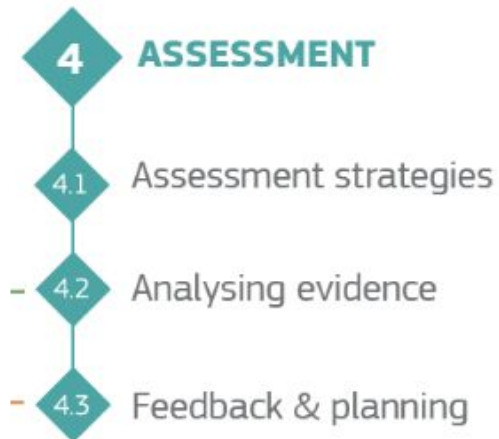 4 ASSESSMENT
4.1 Assessment strategies
4.2 Analysing evidence
4.3 Feedback & planning